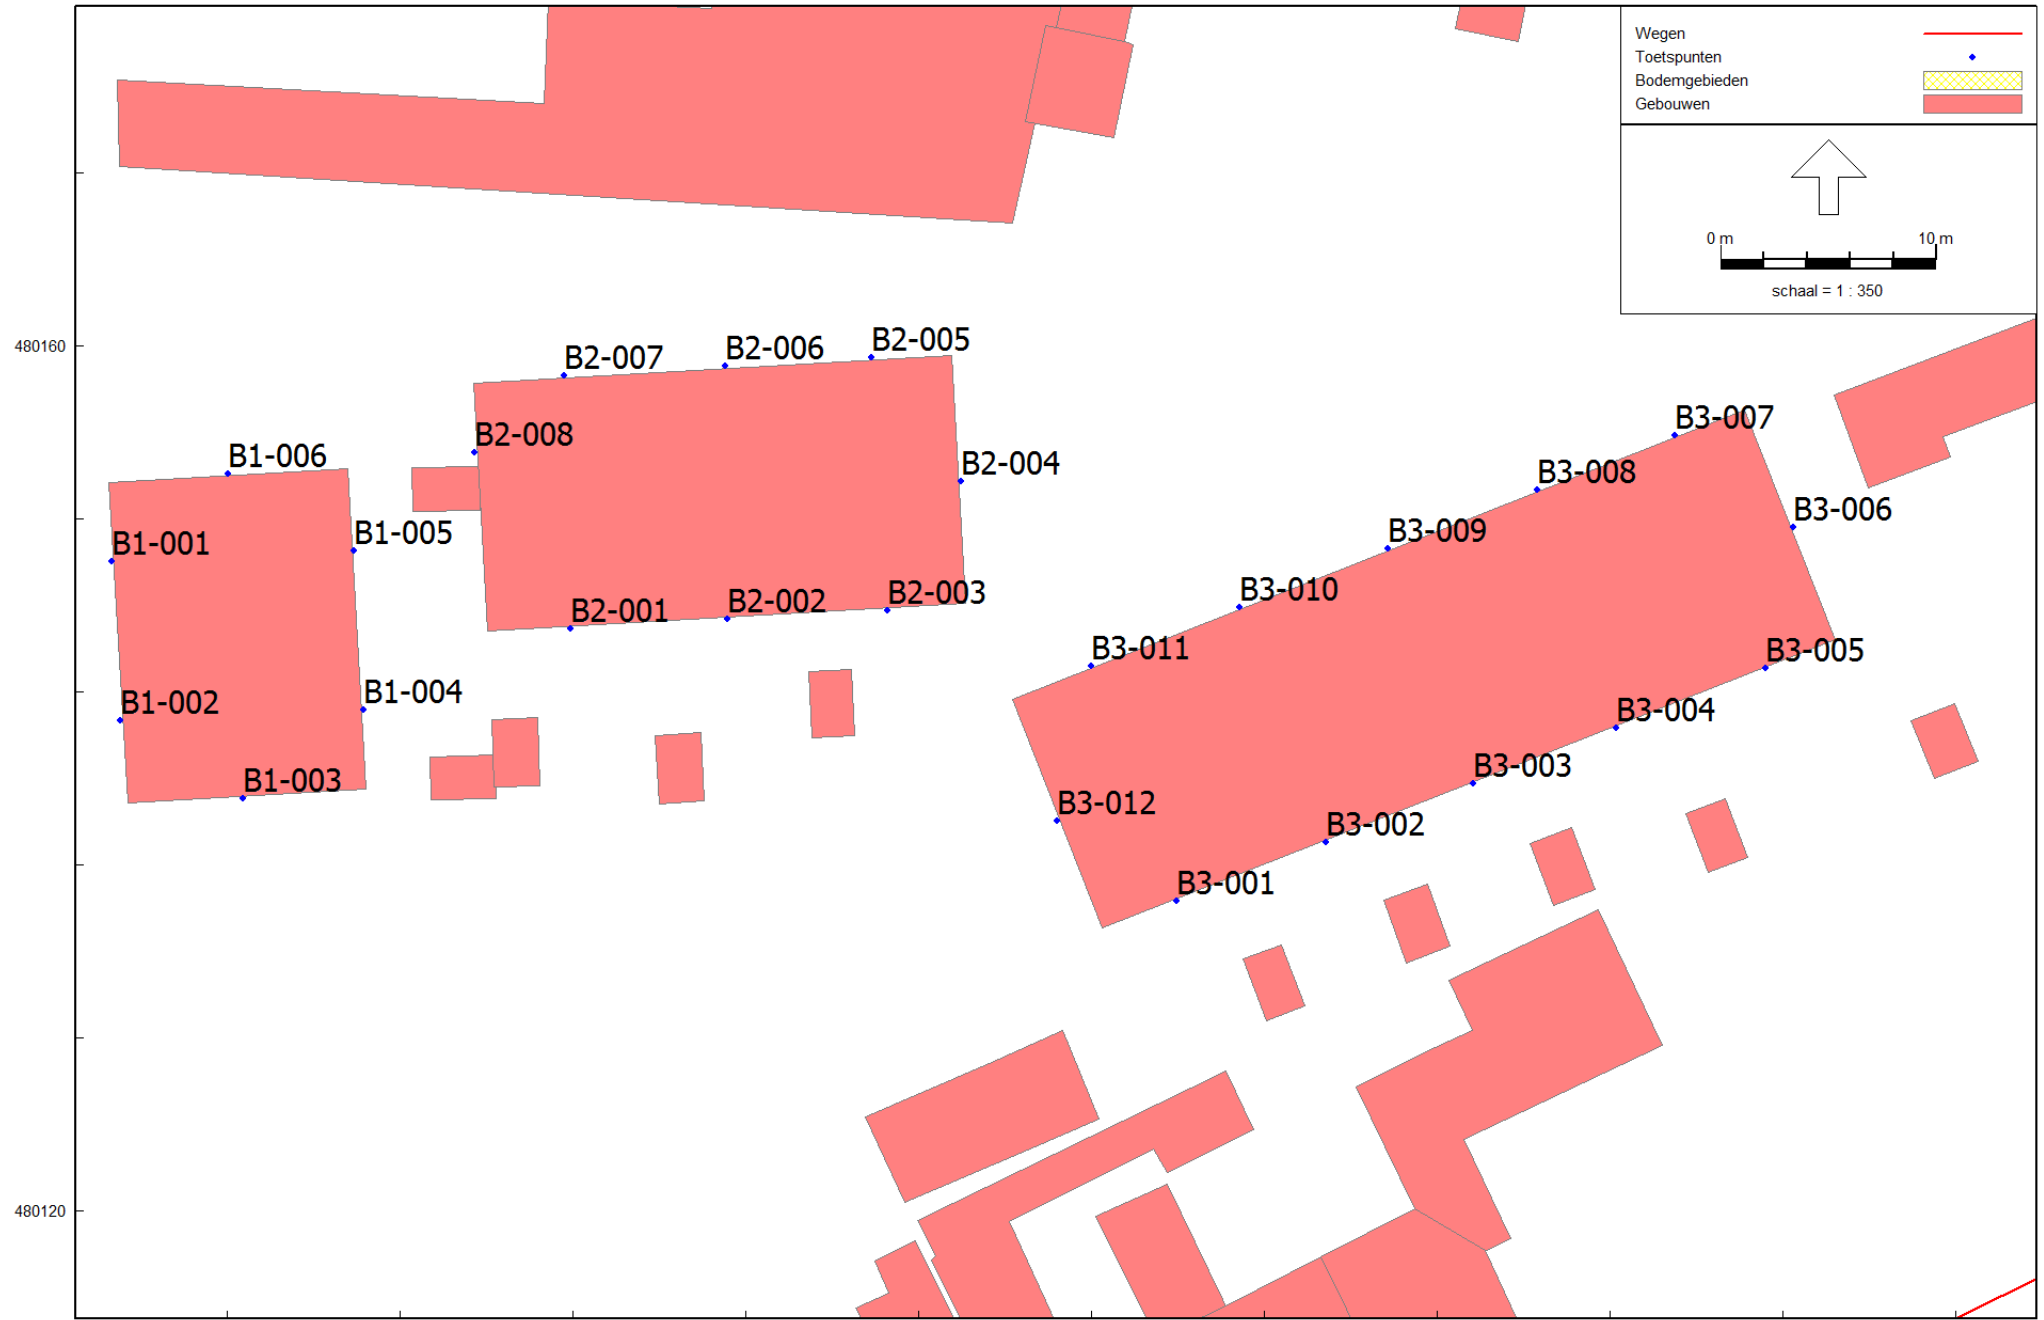 Wegen
Toetspunten
Bodemgebieden
Gebouwen
0 m 10 m
schaal = 1 : 350
480160
B2-005
B2-006
B2-007
B3-007
B2-008
B1-006
B2-004
B3-008
B3-006
B1-005
B3-009
B1-001
B3-010
B2-003
B2-002
B2-001
B3-011
B3-005
B1-004
B1-002
B3-004
B3-003
B1-003
B3-012
B3-002
B3-001
480120